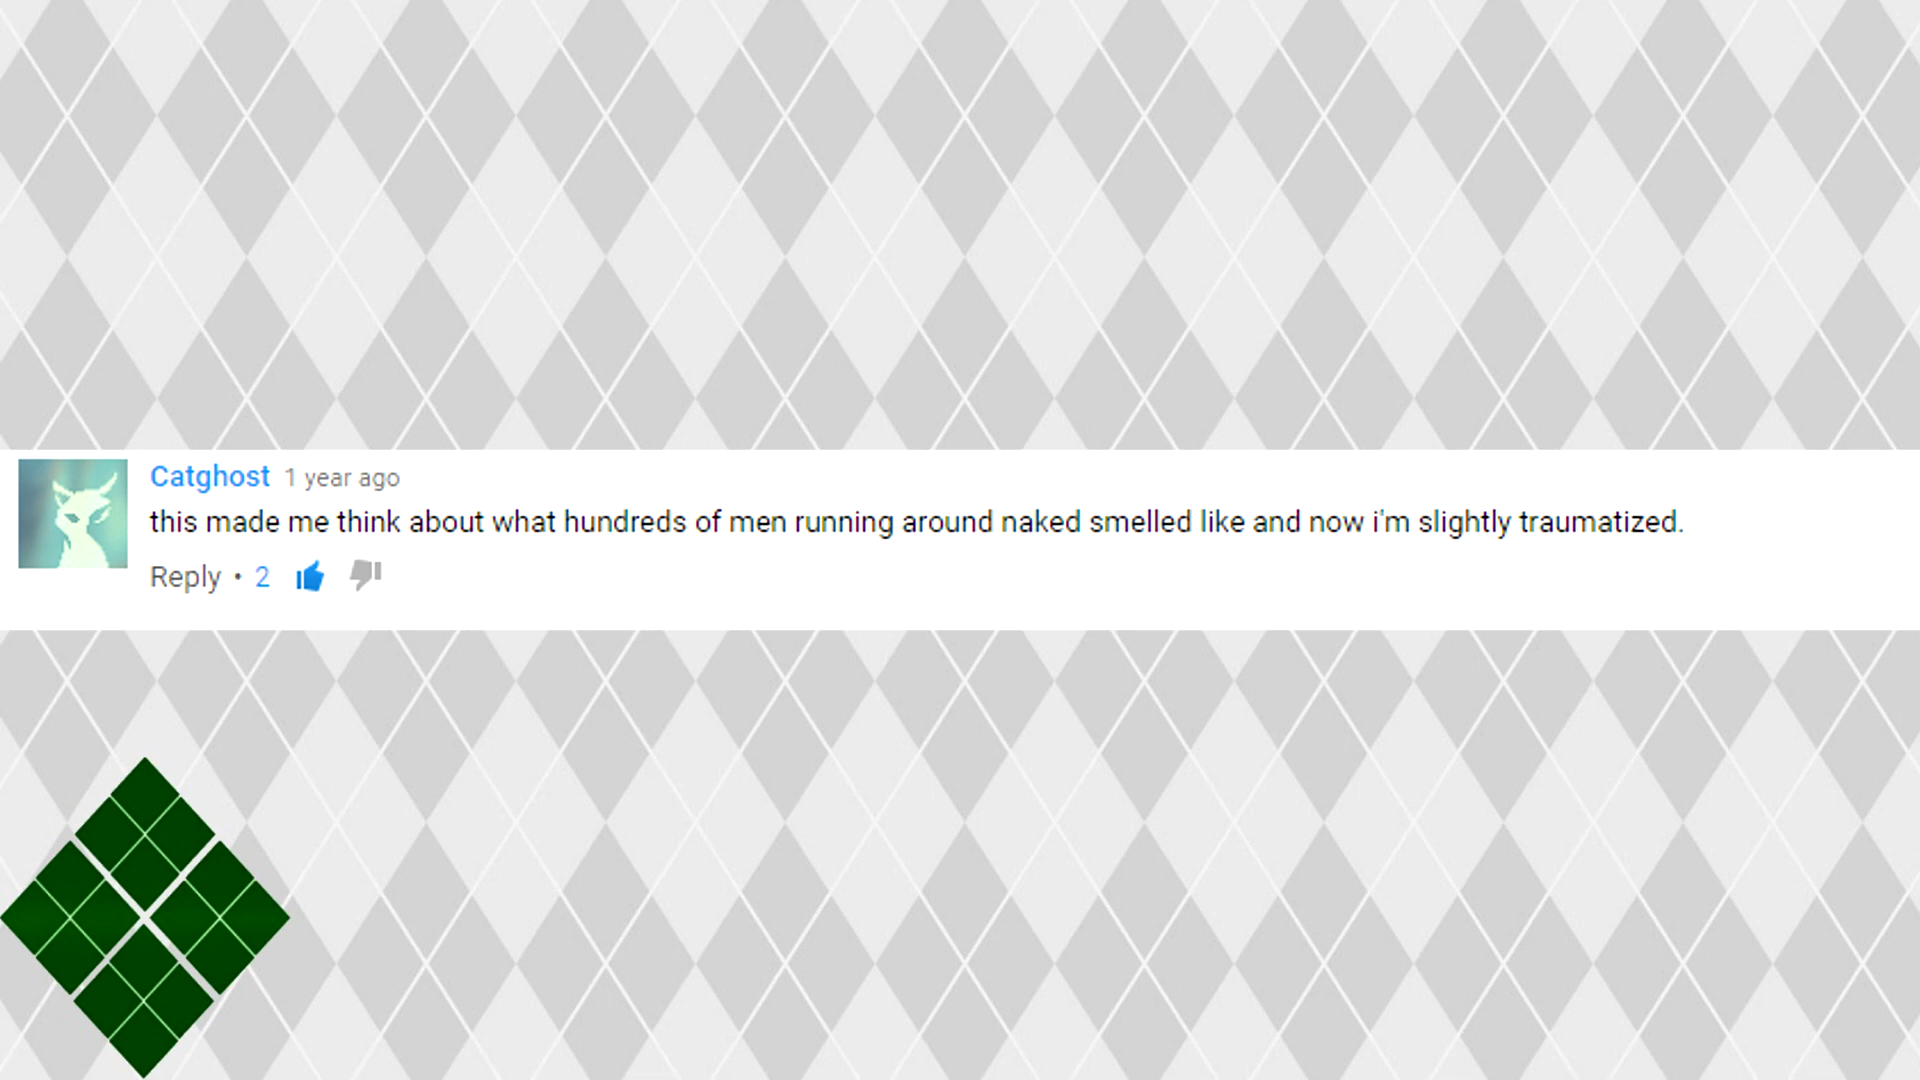 Catghost 1 year ago
this made me think about what hundreds of men running around naked smelled like and now i'm slightly traumatized.
Reply • 2